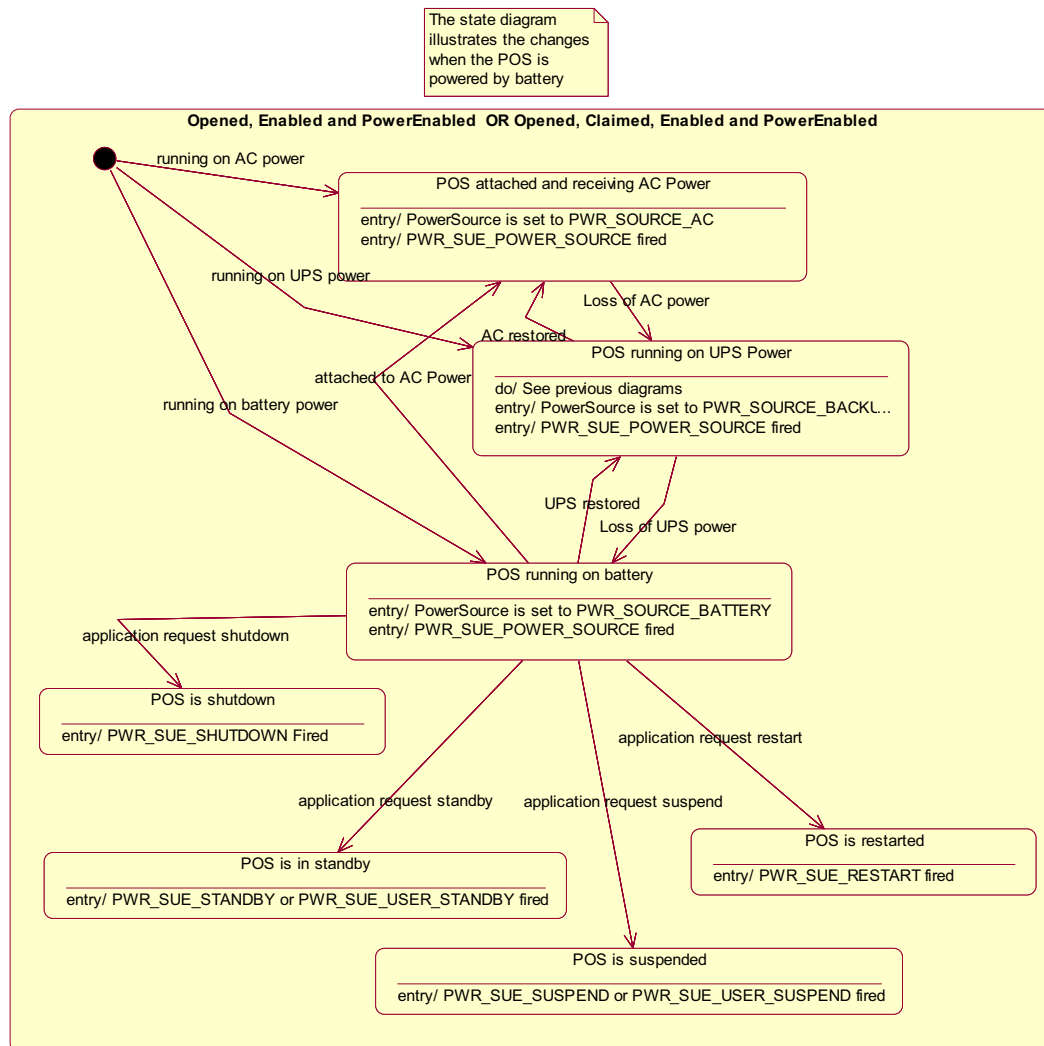 The state diagram
illustrates the changes
when the POS is
powered by battery
Opened, Enabled and PowerEnabled  OR Opened, Claimed, Enabled and PowerEnabled
running on AC power
POS attached and receiving AC Power
entry/ PowerSource is set to PWR_SOURCE_AC
entry/ PWR_SUE_POWER_SOURCE fired
running on UPS power
Loss of AC power
AC restored
POS running on UPS Power
do/ See previous diagrams
entry/ PowerSource is set to PWR_SOURCE_BACKU...
entry/ PWR_SUE_POWER_SOURCE fired
attached to AC Power
running on battery power
UPS restored
Loss of UPS power
POS running on battery
entry/ PowerSource is set to PWR_SOURCE_BATTERY
entry/ PWR_SUE_POWER_SOURCE fired
application request shutdown
POS is shutdown
entry/ PWR_SUE_SHUTDOWN Fired
application request restart
application request standby
application request suspend
POS is restarted
entry/ PWR_SUE_RESTART fired
POS is in standby
entry/ PWR_SUE_STANDBY or PWR_SUE_USER_STANDBY fired
POS is suspended
entry/ PWR_SUE_SUSPEND or PWR_SUE_USER_SUSPEND fired